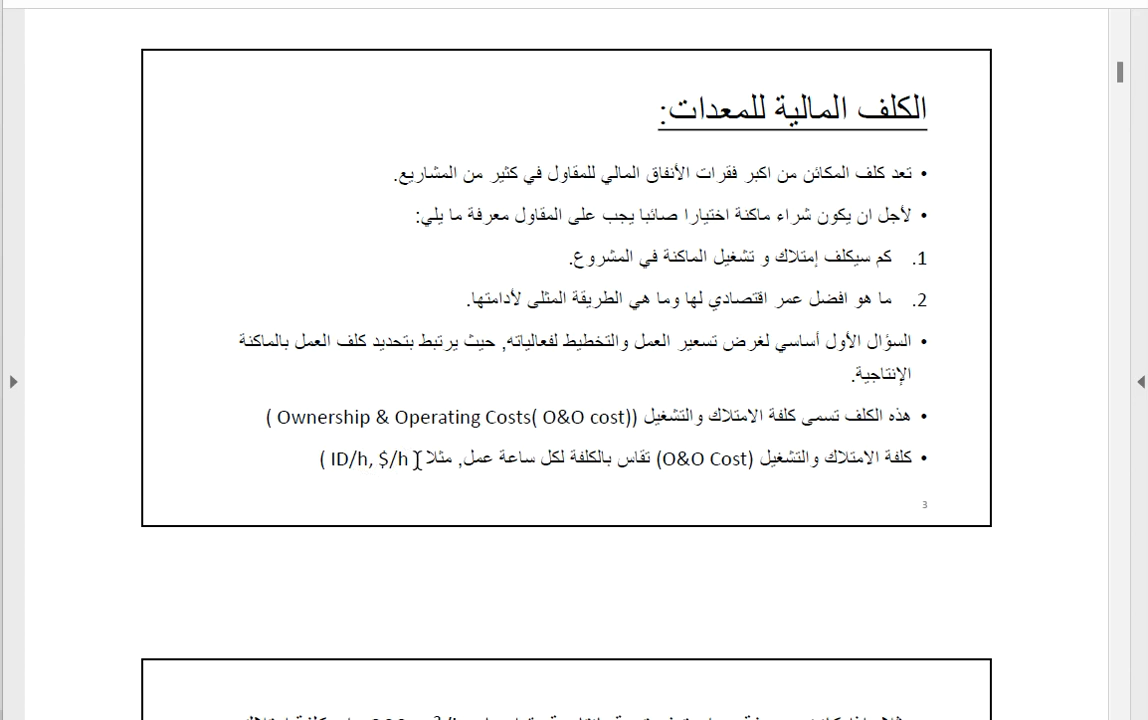 الكلف المالية للمعدات:
• تعد كلف المكائن من اكبر فقرات الأنفاق المالي للمقاول في كثير من المشاريع.
• لأجل ان يكون شراء ماكنة اختيارا صائبا يجب على المقاول معرفة ما يلي:
1. كم سيكلف إمتلاك و تشغيل الماكنة في المشروع.
2. ما هو افضل عمر اقتصادي لها وما هي الطريقة المثلى لأدامتها.
• السؤال الأول أساسي لغرض تسعير العمل والتخطيط لفعالياته, حيث يرتبط بتحديد كلف العمل بالماكنة
الإنتاجية.
• هذه الكلف تسمى كلفة الامتلاك والتشغيل (Ownership & Operating Costs( O&O cost) )
• كلفة الامتلاك والتشغيل (O&O Cost) تقاس بالكلفة لكل ساعة عمل, مثلا ( ID/h, $/h )
3